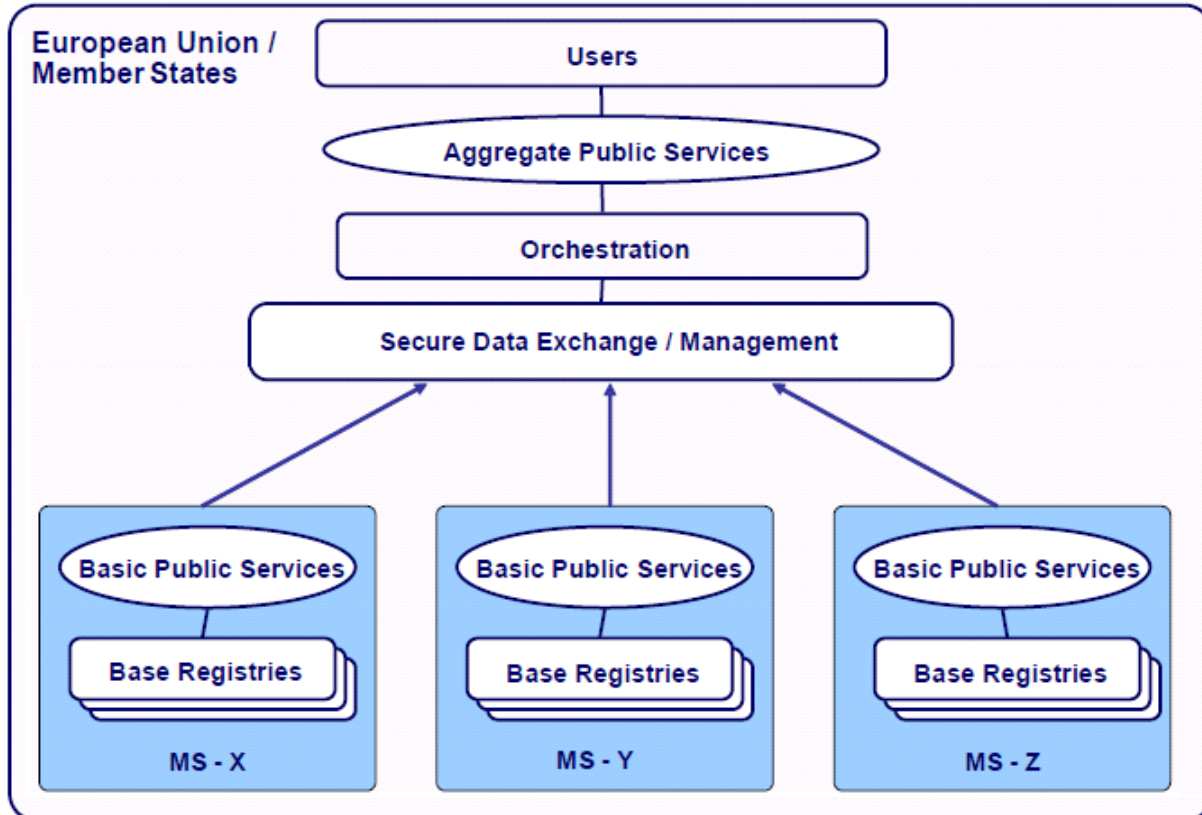 European Union /
Member States
Users
Aggregate Public Services
Orchestration
Secure Data Exchange / Management
Basic Public Services
Base Registries
MS - X
Basic Public Services
Base Registries
MS - Y
Basic Public Services
Base Registries
MS - Z